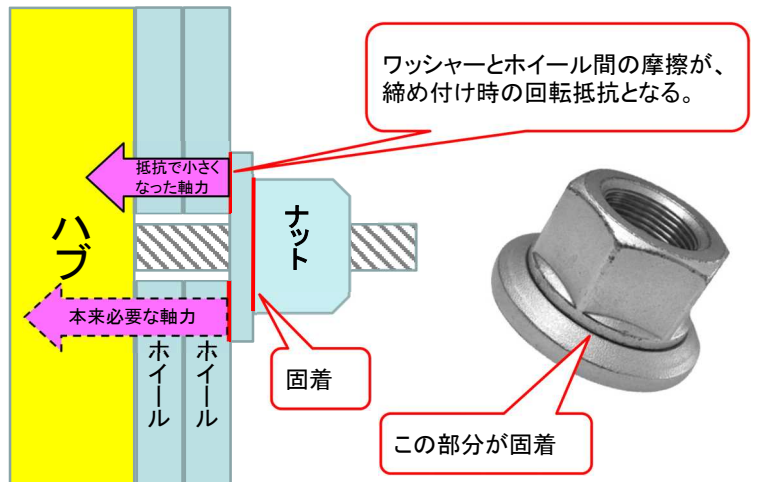 ワッシャーとホイール間の摩擦が、
締め付け時の回転抵抗となる。
抵抗で小さく
なった軸力
ハブ
ナット
本来必要な軸力
ホイール
ホイール
固着
この部分が固着